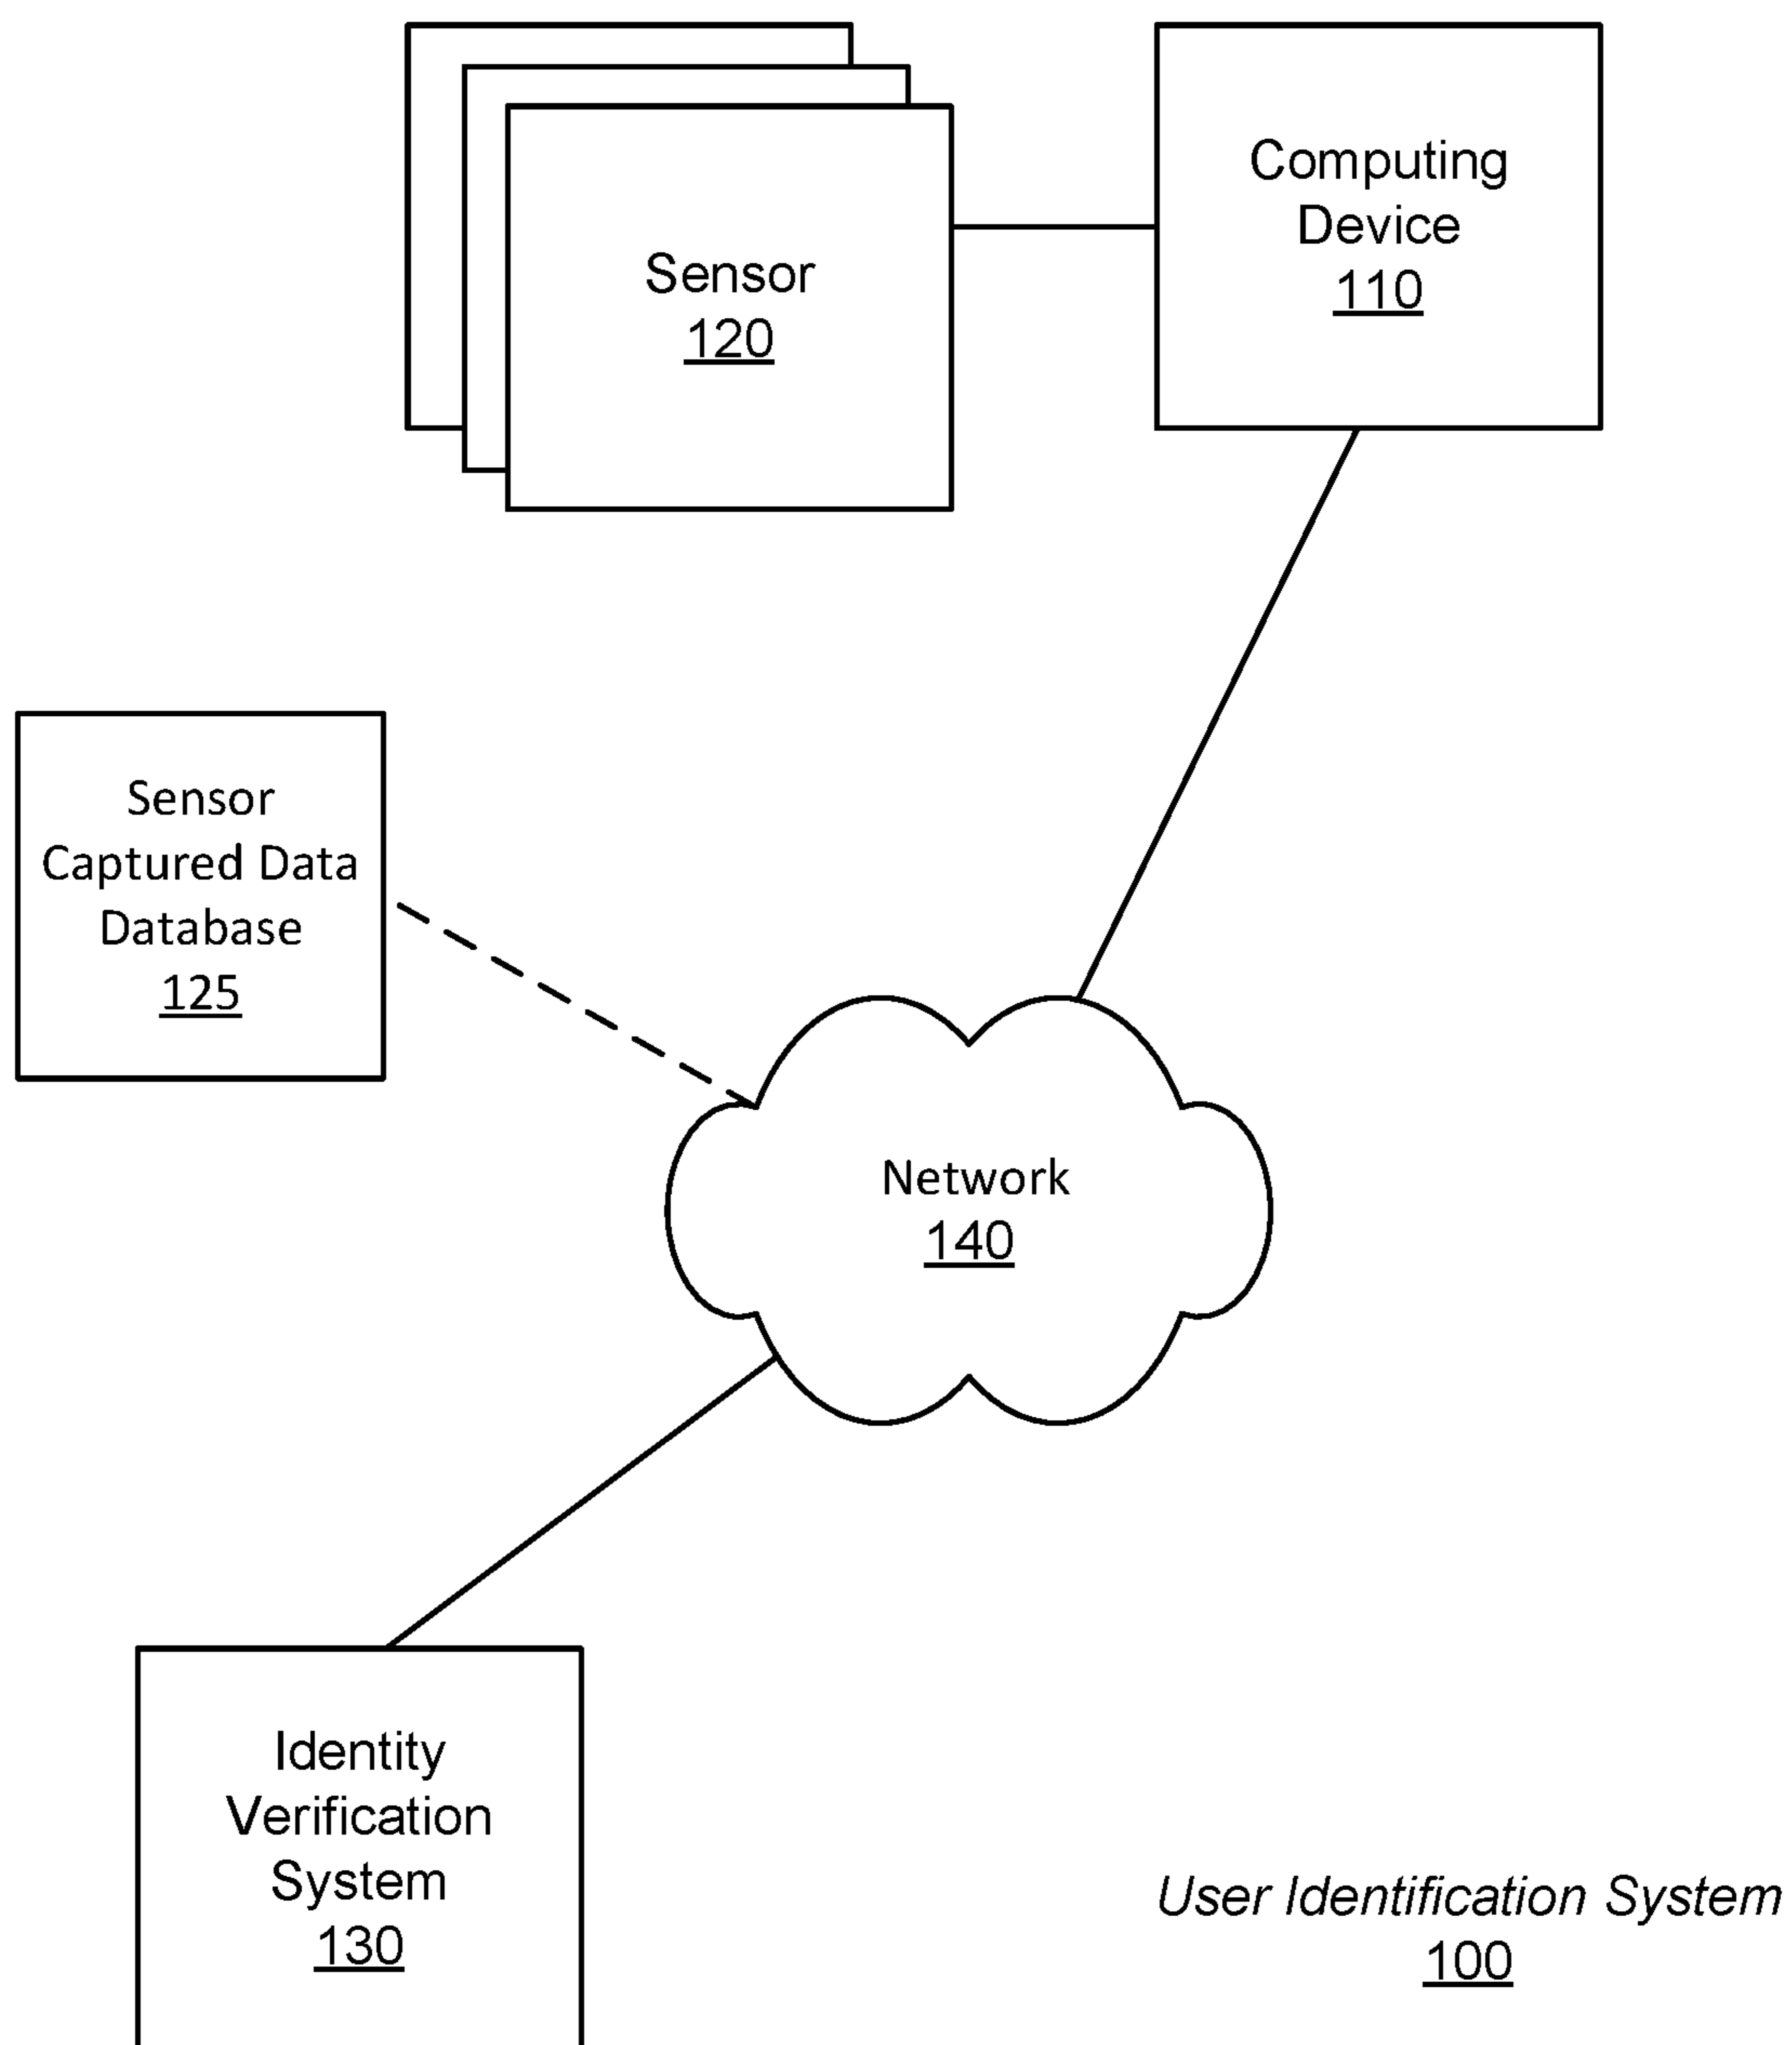 Sensor
120
Computing
Device
110
Sensor
Captured Data
Database
125
Network
140
Identity
Verification
System
130
User Identification System
100